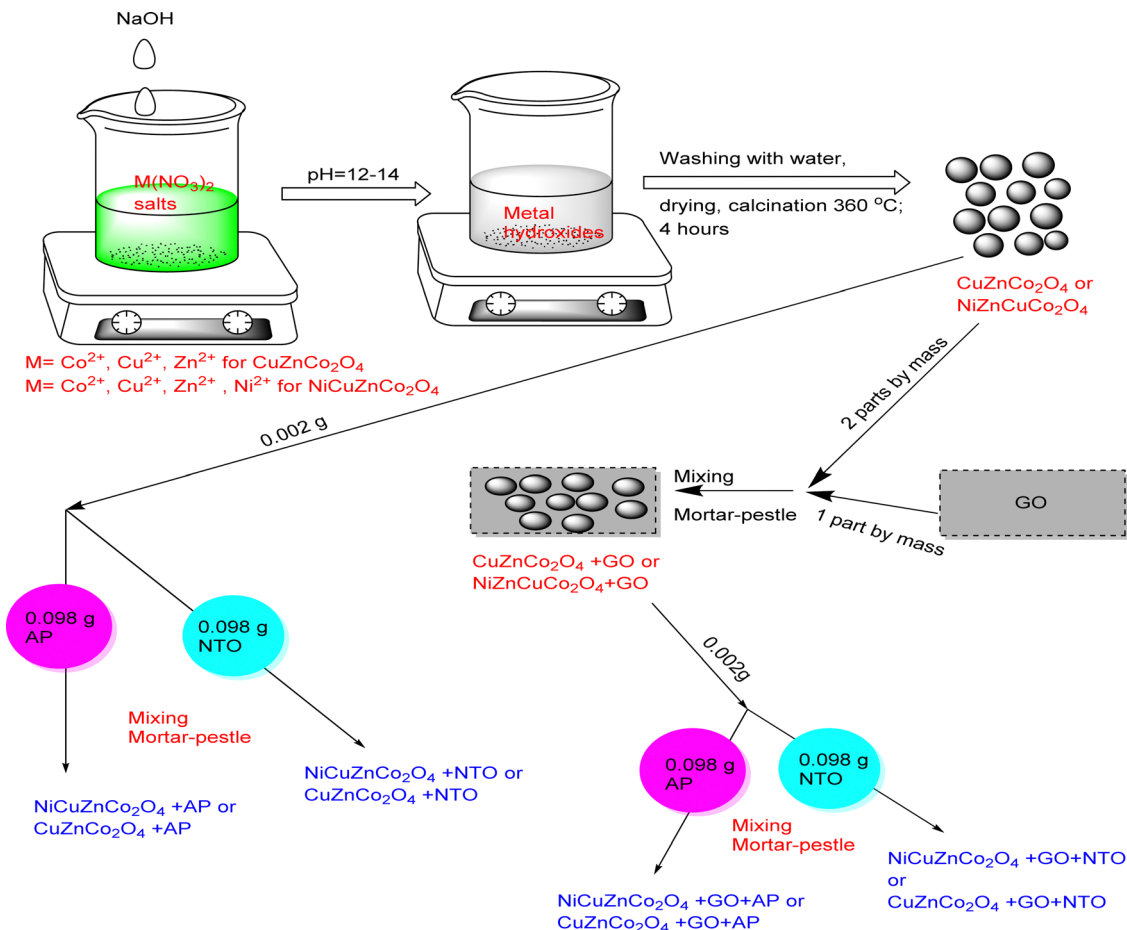 NaOH
M(NO₃)₂
salts
pH=12-14
Metal
hydroxides
Washing with water,
drying, calcination 360 ºC;
4 hours
CuZnCo₂O₄ or
NiZnCuCo₂O₄
M= Co²⁺, Cu²⁺, Zn²⁺ for CuZnCo₂O₄
M= Co²⁺, Cu²⁺, Zn²⁺ , Ni²⁺ for NiCuZnCo₂O₄
0.002 g
2 parts by mass
GO
1 part by mass
Mixing
Mortar-pestle
CuZnCo₂O₄ +GO or
NiZnCuCo₂O₄+GO
0.098 g
AP
0.098 g
NTO
Mixing
Mortar-pestle
NiCuZnCo₂O₄ +AP or
CuZnCo₂O₄ +AP
NiCuZnCo₂O₄ +NTO or
CuZnCo₂O₄ +NTO
0.002g
0.098 g
AP
0.098 g
NTO
Mixing
Mortar-pestle
NiCuZnCo₂O₄ +GO+AP or
CuZnCo₂O₄ +GO+AP
NiCuZnCo₂O₄ +GO+NTO
or
CuZnCo₂O₄ +GO+NTO